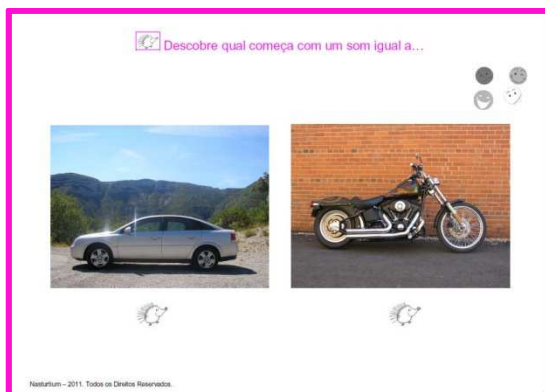 Descobre qual começa com um som igual a…
Nasturtium – 2011. Todos os Direitos Reservados.